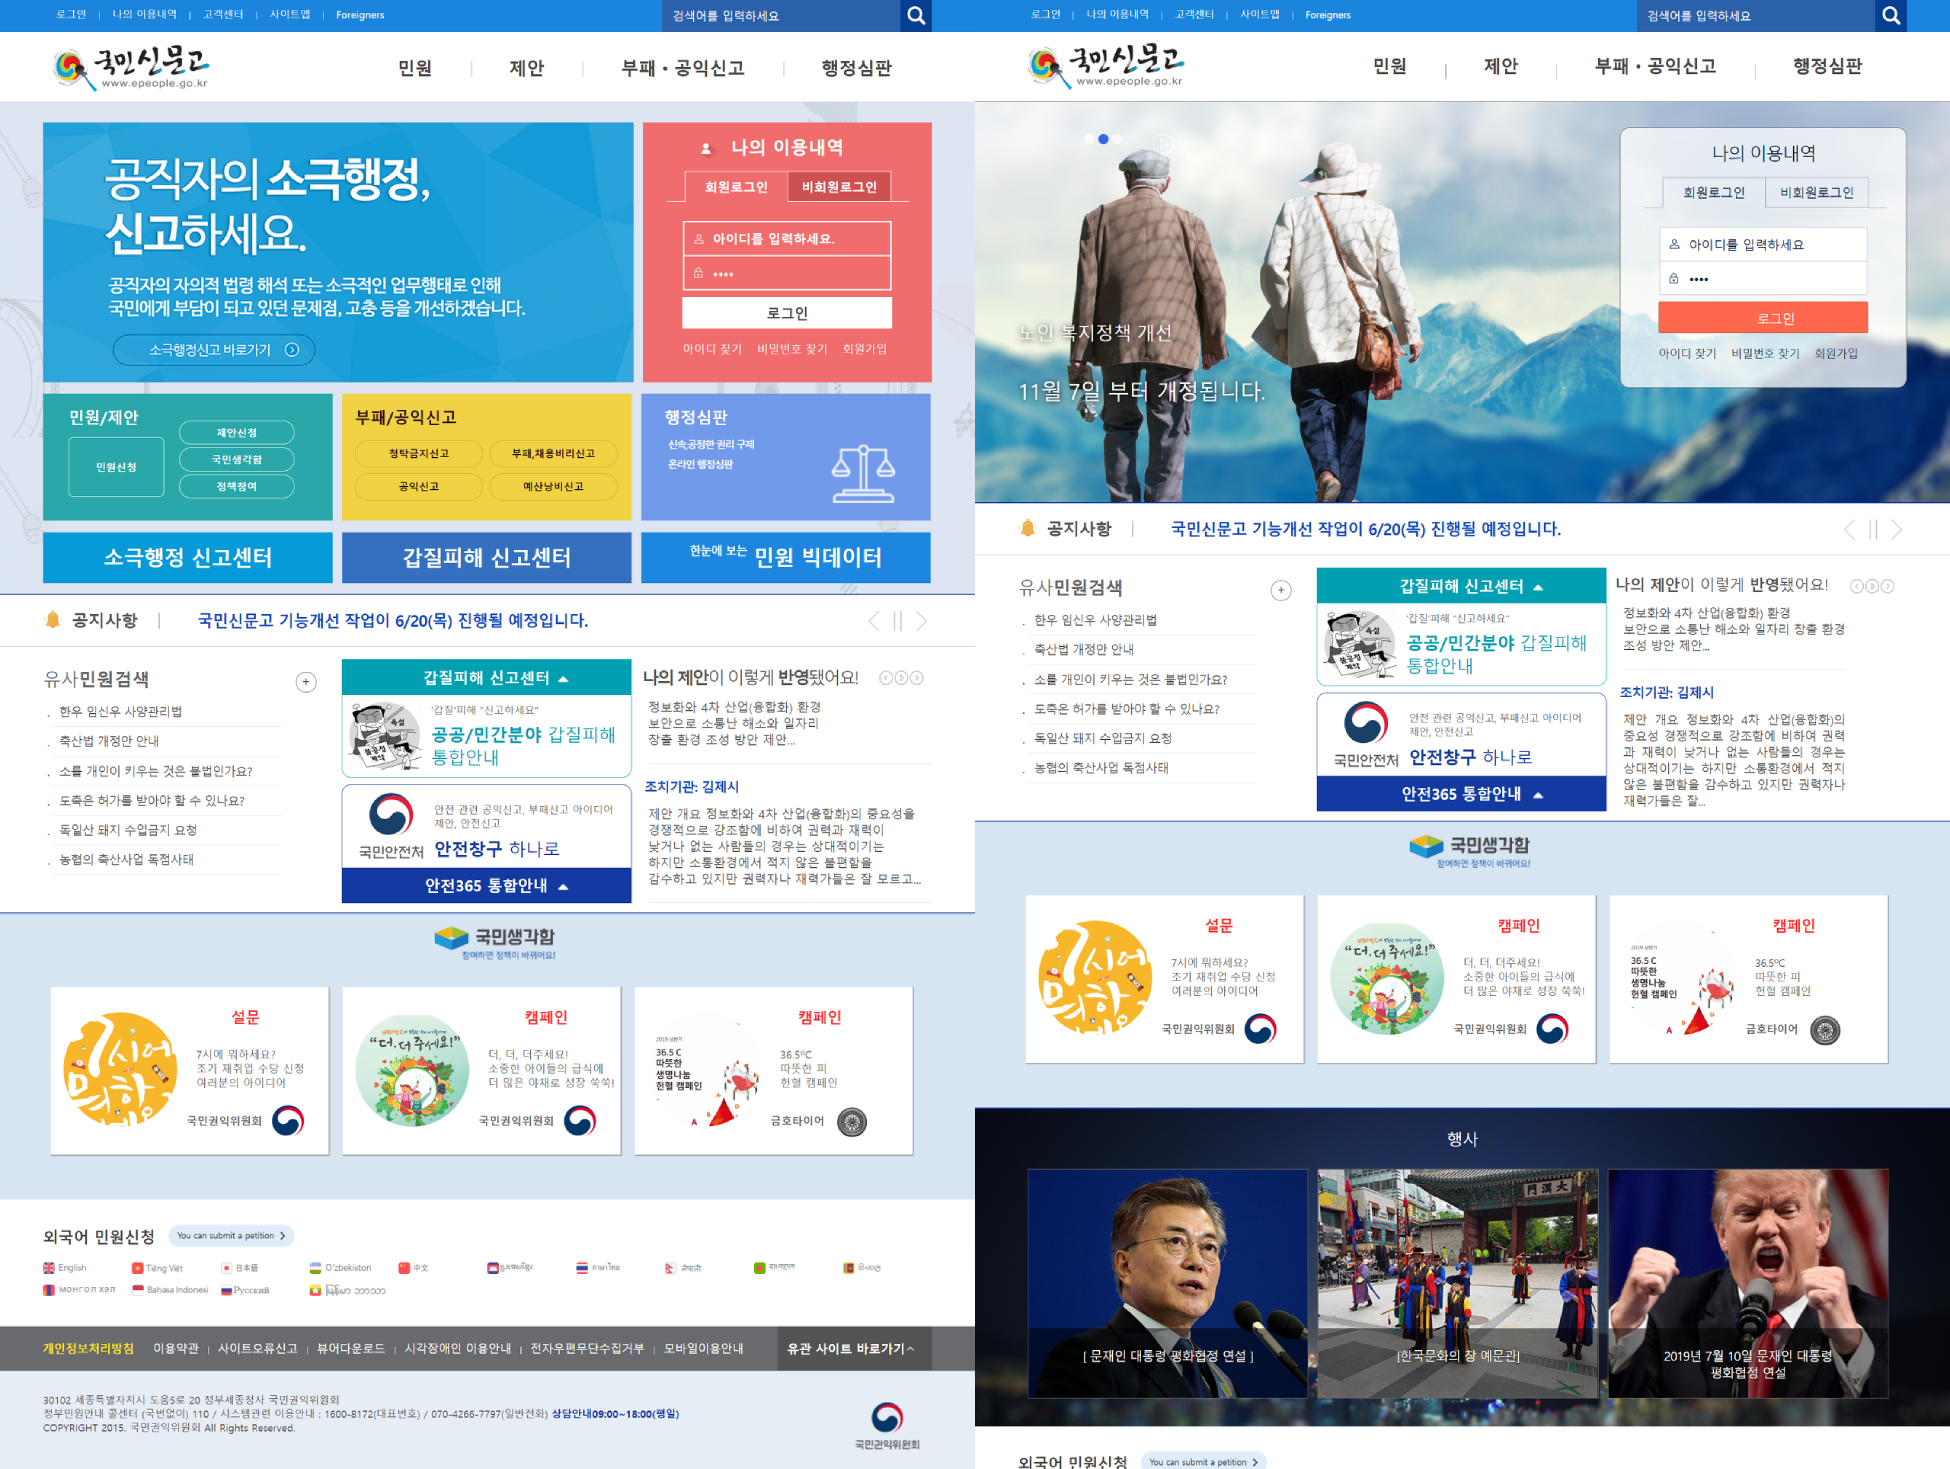 로그인 | 나의 이용내역 | 고객센터 | 사이트맵 | Foreigners
검색어를 입력하세요
국민신문고
www.epeople.go.kr
민원 | 제안 | 부패 • 공익신고 | 행정심판
공직자의 소극행정,
신고하세요.
공직자의 자의적 법령 해석 또는 소극적인 업무행태로 인해
국민에게 부담이 되고 있던 문제점, 고충 등을 개선하겠습니다.
소극행정신고 바로가기
나의 이용내역
회원로그인 비회원로그인
아이디를 입력하세요.
••••
로그인
아이디 찾기 비밀번호 찾기 회원가입
민원/제안
민원신청
제안신청
국민생각함
정책참여
부패/공익신고
청탁금지신고 부패,채용비리신고
공익신고 예산낭비신고
행정심판
신속,공정한 권리 구제
온라인 행정심판
소극행정 신고센터
갑질피해 신고센터
한눈에 보는 민원 빅데이터
공지사항 | 국민신문고 기능개선 작업이 6/20(목) 진행될 예정입니다.
유사민원검색
. 한우 임신우 사양관리법
. 축산법 개정안 안내
. 소를 개인이 키우는 것은 불법인가요?
. 도축은 허가를 받아야 할 수 있나요?
. 독일산 돼지 수입금지 요청
. 농협의 축산사업 독점사태
갑질피해 신고센터
욕설
불공정
계약
'갑질'피해 "신고하세요"
공공/민간분야 갑질피해
통합안내
국민안전처
안전 관련 공익신고, 부패신고 아이디어
제안, 안전신고
안전창구 하나로
안전365 통합안내
나의 제안이 이렇게 반영됐어요!
정보화와 4차 산업(융합화) 환경
보안으로 소통난 해소와 일자리
창출 환경 조성 방안 제안...
조치기관: 김제시
제안 개요 정보화와 4차 산업(융합화)의 중요성을
경쟁적으로 강조함에 비하여 권력과 재력이
낮거나 없는 사람들의 경우는 상대적이기는
하지만 소통환경에서 적지 않은 불편함을
감수하고 있지만 권력자나 재력가들은 잘 모르고...
국민생각함
참여하면 정책이 바뀌어요!
설문
7시에 뭐하세요?
조기 재취업 수당 신청
여러분의 아이디어
국민권익위원회
캠페인
"더, 더 주세요!"
더, 더, 더주세요!
소중한 아이들의 급식에
더 많은 야채로 성장 쑥쑥!
국민권익위원회
캠페인
2019 상반기
36.5 C
따뜻한
생명나눔
헌혈 캠페인
36.5ºC
따뜻한 피
헌혈 캠페인
금호타이어
외국어 민원신청
You can submit a petition
English Tiếng Việt 日本語 O'zbekiston 中文 ភាសាខ្មែរ ภาษาไทย नेपाली বাংলাদেশ සිංහල
МОНГОЛ ХЭЛ Bahasa Indonesi Русский မြန်မာ ဘာသာ
개인정보처리방침 이용약관 | 사이트오류신고 | 뷰어다운로드 | 시각장애인 이용안내 | 전자우편무단수집거부 | 모바일이용안내
유관 사이트 바로가기
30102 세종특별자치시 도움5로 20 정부세종청사 국민권익위원회
정부민원안내 콜센터 (국번없이) 110 / 시스템관련 이용안내 : 1600-8172(대표번호) / 070-4266-7797(일반전화) 상담안내09:00~18:00(평일)
COPYRIGHT 2015. 국민권익위원회 All Rights Reserved.
국민권익위원회
로그인 | 나의 이용내역 | 고객센터 | 사이트맵 | Foreigners
검색어를 입력하세요
국민신문고
www.epeople.go.kr
민원 | 제안 | 부패 • 공익신고 | 행정심판
노인 복지정책 개선
11월 7일 부터 개정됩니다.
나의 이용내역
회원로그인 비회원로그인
아이디를 입력하세요
••••
로그인
아이디 찾기 비밀번호 찾기 회원가입
공지사항 | 국민신문고 기능개선 작업이 6/20(목) 진행될 예정입니다.
유사민원검색
. 한우 임신우 사양관리법
. 축산법 개정안 안내
. 소를 개인이 키우는 것은 불법인가요?
. 도축은 허가를 받아야 할 수 있나요?
. 독일산 돼지 수입금지 요청
. 농협의 축산사업 독점사태
갑질피해 신고센터
욕설
불공정
계약
'갑질'피해 "신고하세요"
공공/민간분야 갑질피해
통합안내
국민안전처
안전 관련 공익신고, 부패신고 아이디어
제안, 안전신고
안전창구 하나로
안전365 통합안내
나의 제안이 이렇게 반영됐어요!
정보화와 4차 산업(융합화) 환경
보안으로 소통난 해소와 일자리 창출 환경
조성 방안 제안...
조치기관: 김제시
제안 개요 정보화와 4차 산업(융합화)의
중요성 경쟁적으로 강조함에 비하여 권력
과 재력이 낮거나 없는 사람들의 경우는
상대적이기는 하지만 소통환경에서 적지
않은 불편함을 감수하고 있지만 권력자나
재력가들은 잘...
국민생각함
참여하면 정책이 바뀌어요!
설문
7시에 뭐하세요?
조기 재취업 수당 신청
여러분의 아이디어
국민권익위원회
캠페인
"더, 더 주세요!"
더, 더, 더주세요!
소중한 아이들의 급식에
더 많은 야채로 성장 쑥쑥!
국민권익위원회
캠페인
2019 상반기
36.5 C
따뜻한
생명나눔
헌혈 캠페인
36.5ºC
따뜻한 피
헌혈 캠페인
금호타이어
행사
大漢門
[ 문재인 대통령 평화협정 연설 ]
[한국문화의 장 예문관]
2019년 7월 10일 문재인 대통령
평화협정 연설
외국어 민원신청
You can submit a petition